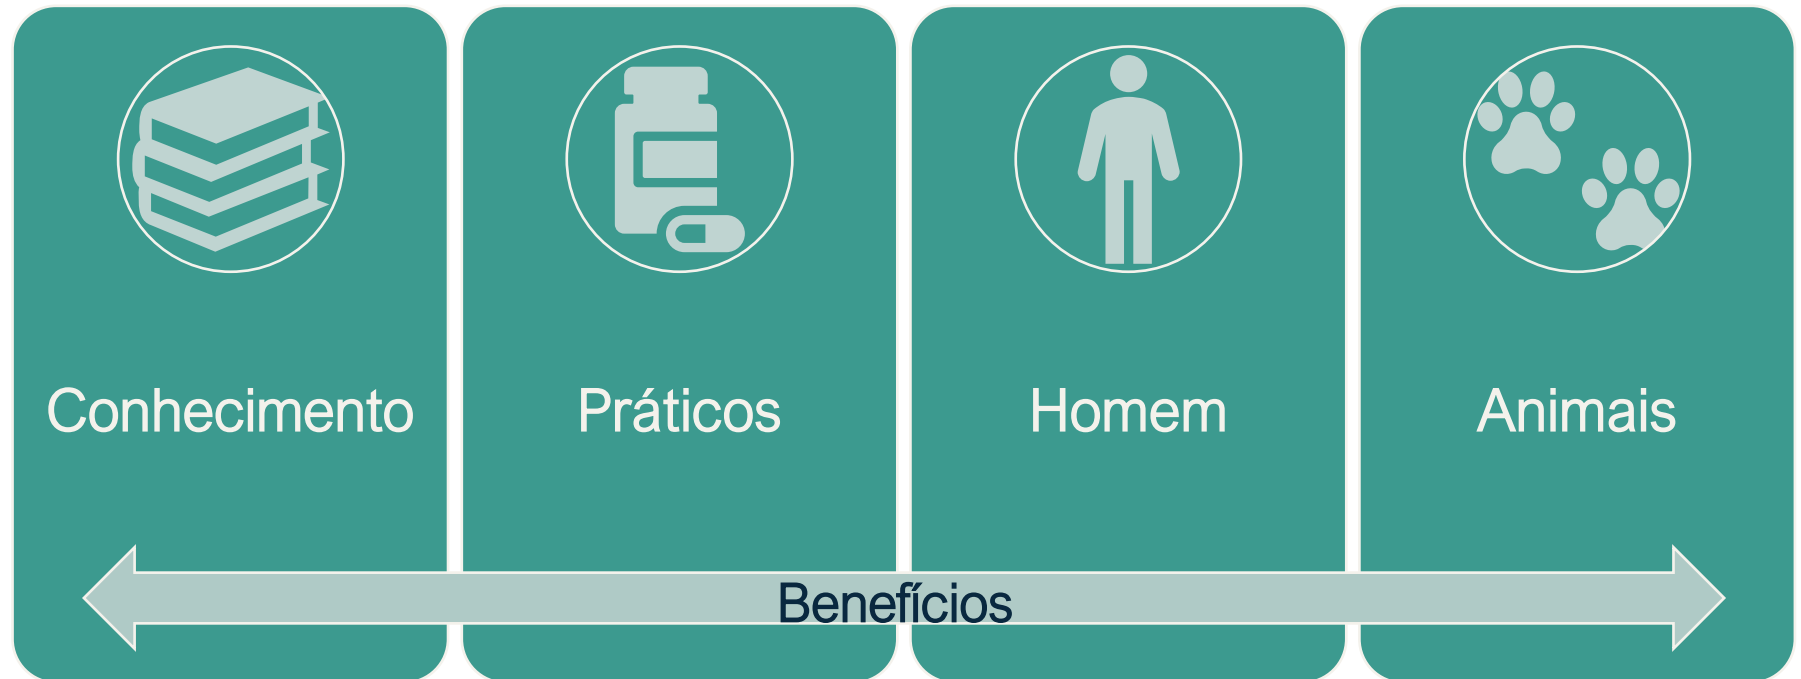 Conhecimento
Práticos
Homem
Animais
Benefícios